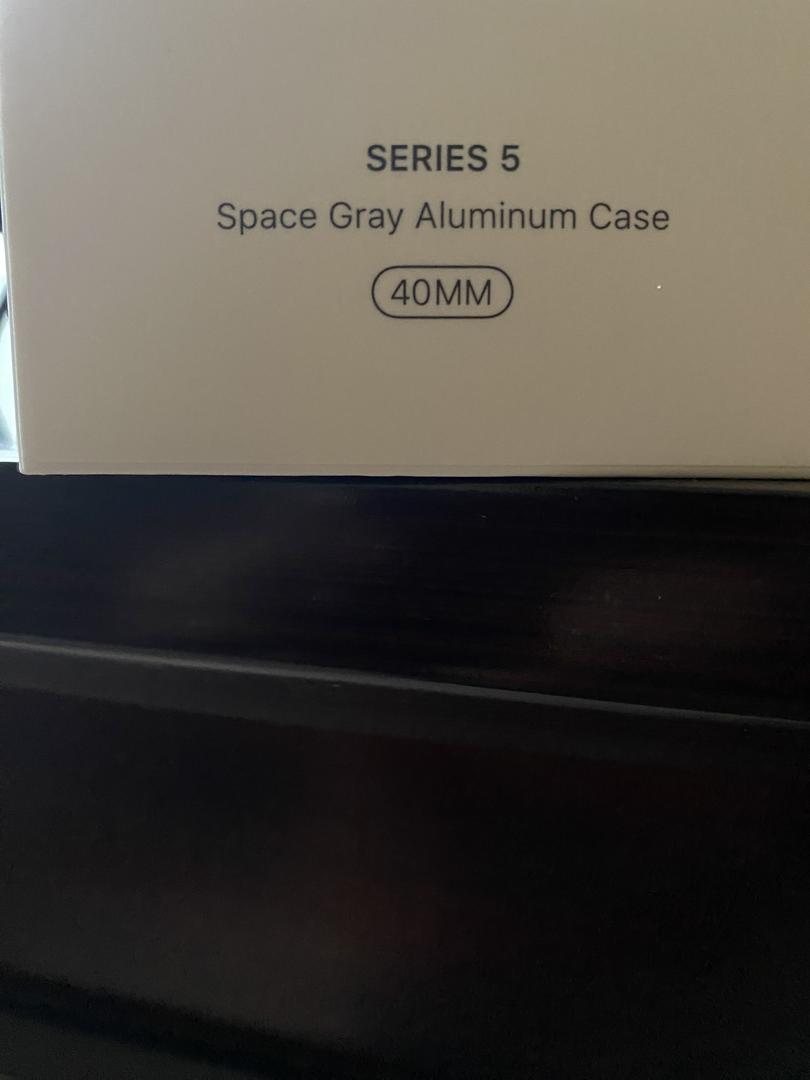 SERIES 5
Space Gray Aluminum Case
40MM